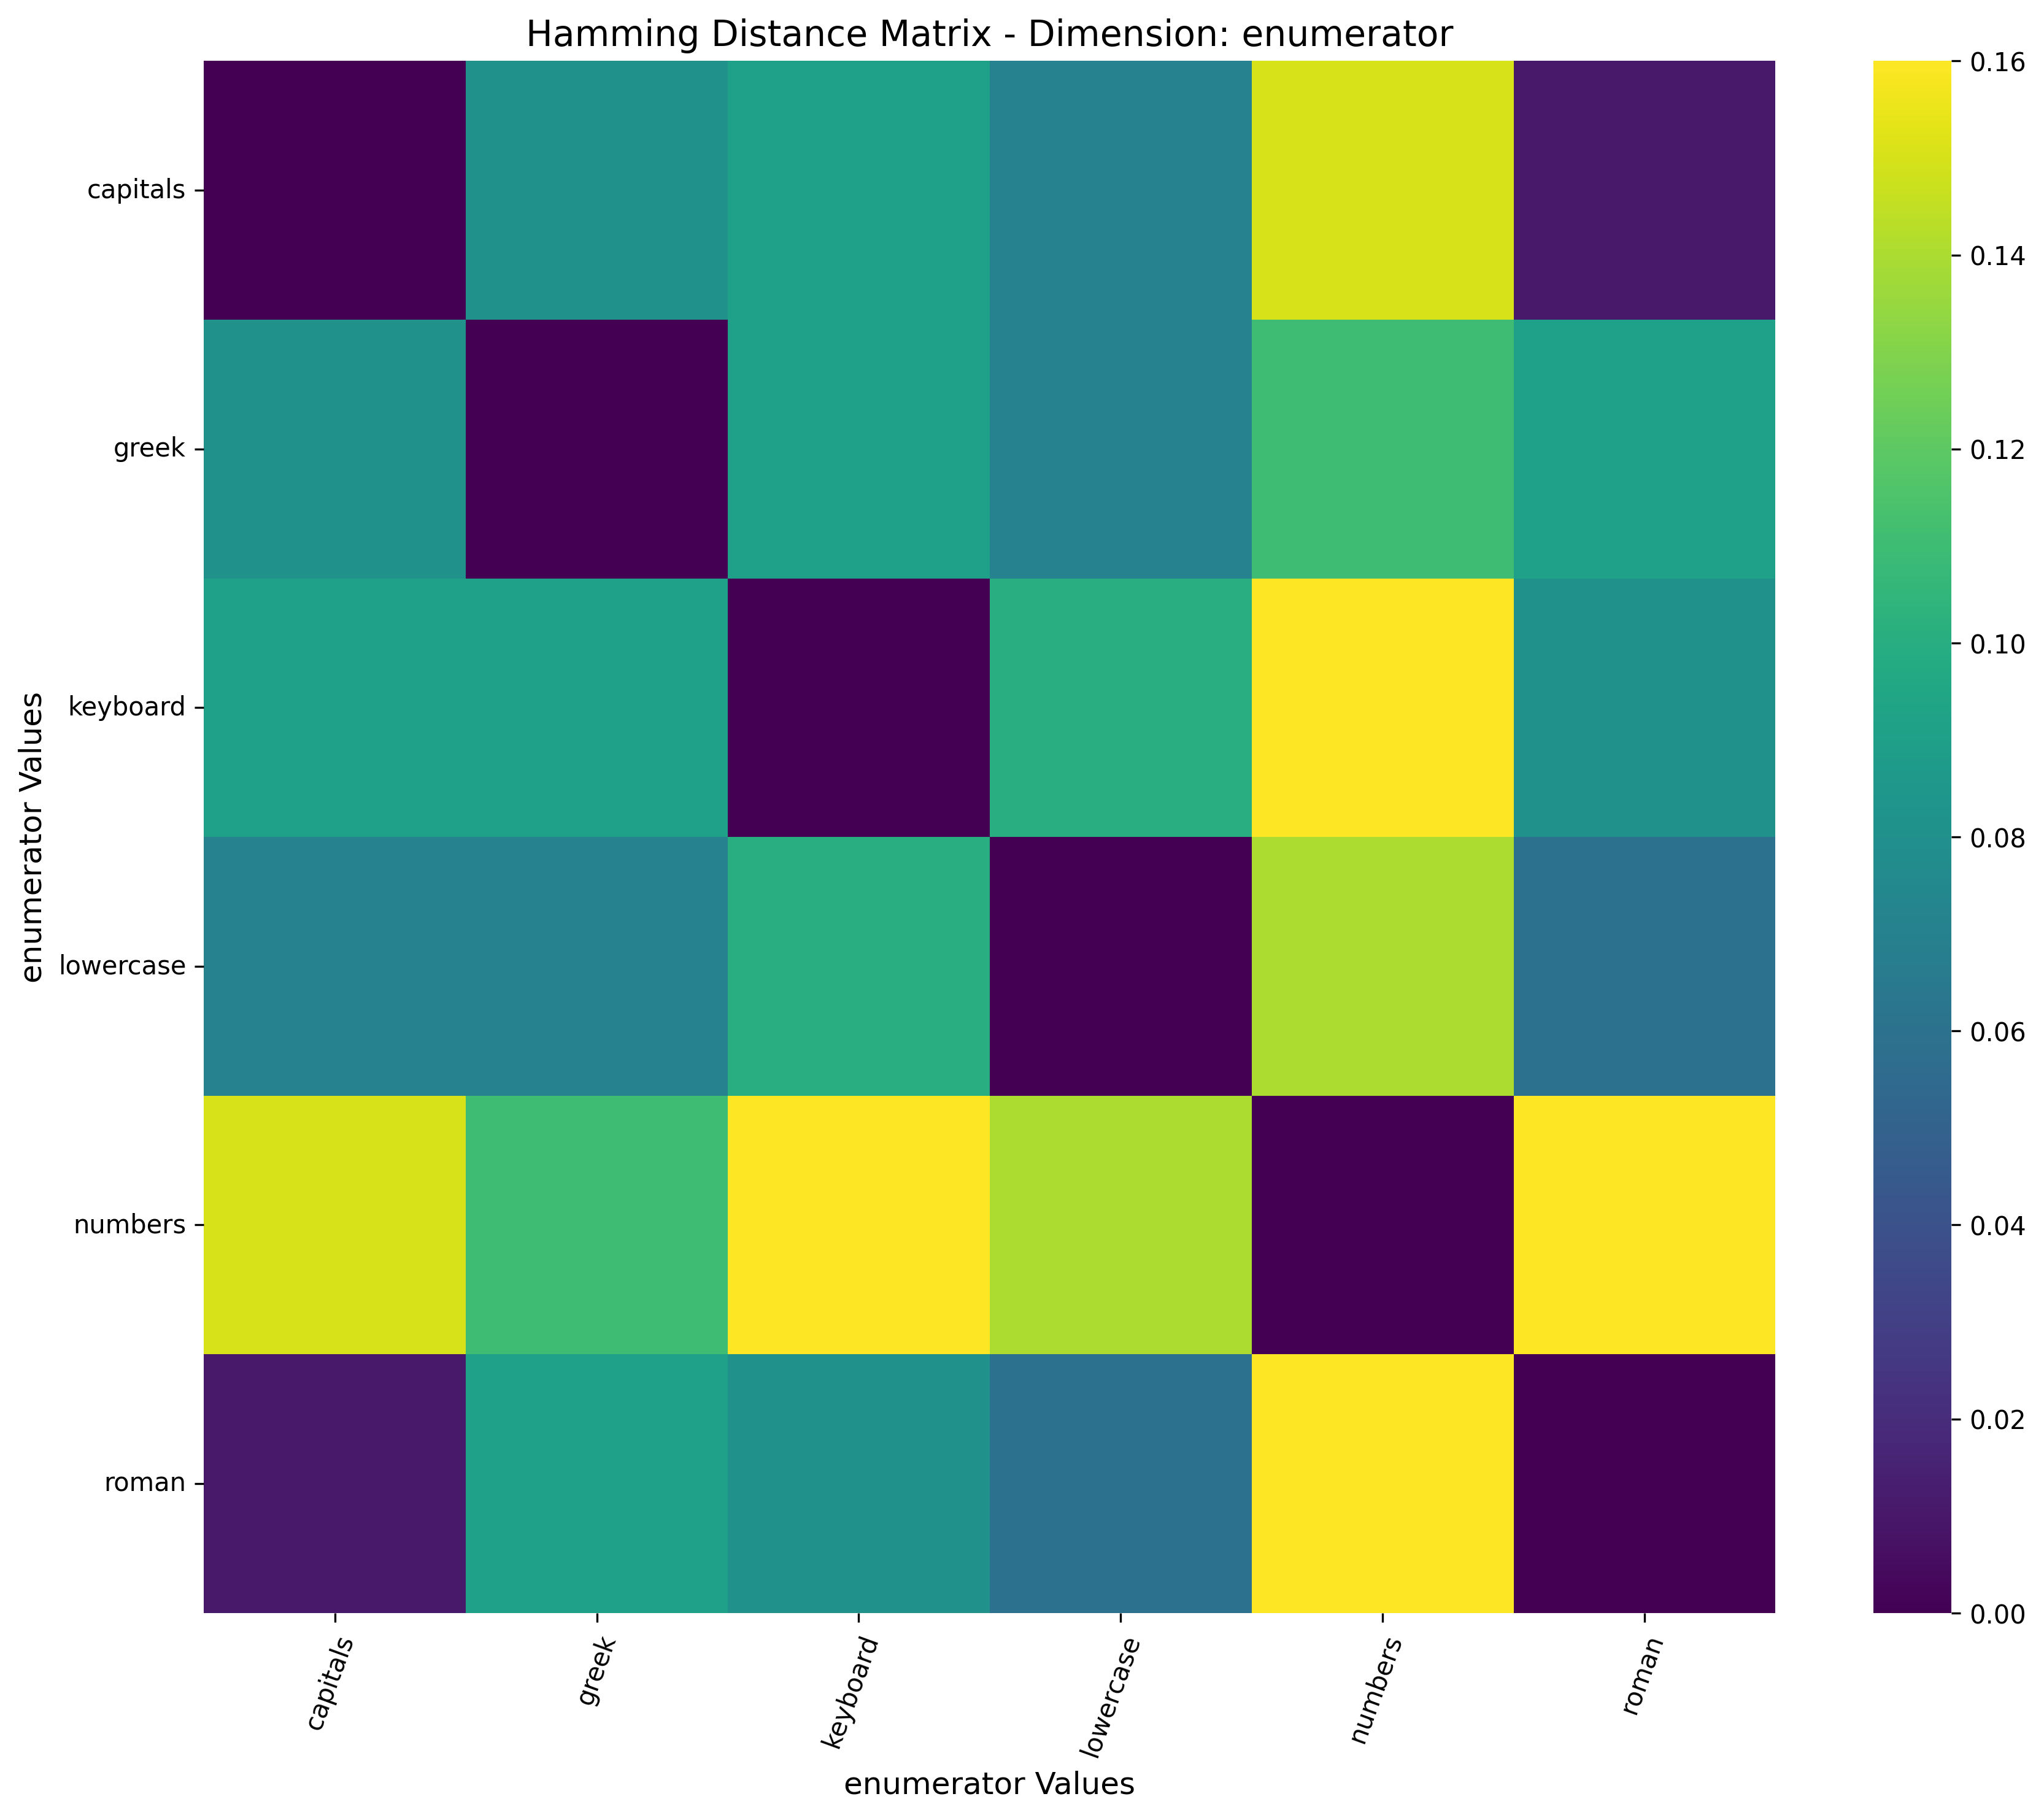 Hamming Distance Matrix - Dimension: enumerator
enumerator Values
capitals
greek
keyboard
lowercase
numbers
roman
capitals
greek
keyboard
lowercase
numbers
roman
enumerator Values
0.16
0.14
0.12
0.10
0.08
0.06
0.04
0.02
0.00